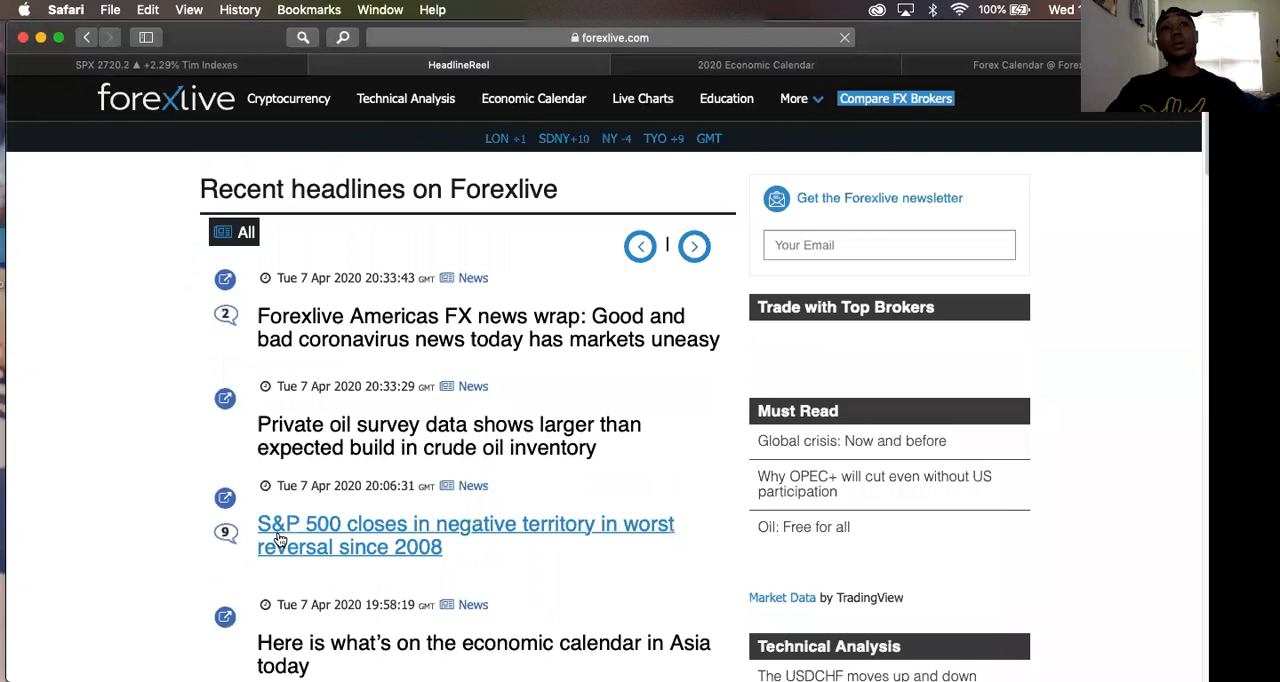 Safari File Edit View History Bookmarks Window Help 100% Wed
forexlive.com
SPX 2720.2 ▲ +2.29% Tim Indexes HeadlineReel 2020 Economic Calendar Forex Calendar @ Forex
forexlive Cryptocurrency Technical Analysis Economic Calendar Live Charts Education More Compare FX Brokers
LON +1 SDNY+10 NY -4 TYO +9 GMT
Recent headlines on Forexlive
All
|
Tue 7 Apr 2020 20:33:43 GMT News
2
Forexlive Americas FX news wrap: Good and
bad coronavirus news today has markets uneasy
Tue 7 Apr 2020 20:33:29 GMT News
Private oil survey data shows larger than
expected build in crude oil inventory
Tue 7 Apr 2020 20:06:31 GMT News
9
S&P 500 closes in negative territory in worst
reversal since 2008
Tue 7 Apr 2020 19:58:19 GMT News
Here is what's on the economic calendar in Asia
today
Get the Forexlive newsletter
Your Email
Trade with Top Brokers
Must Read
Global crisis: Now and before
Why OPEC+ will cut even without US
participation
Oil: Free for all
Market Data by TradingView
Technical Analysis
The USDCHF moves up and down